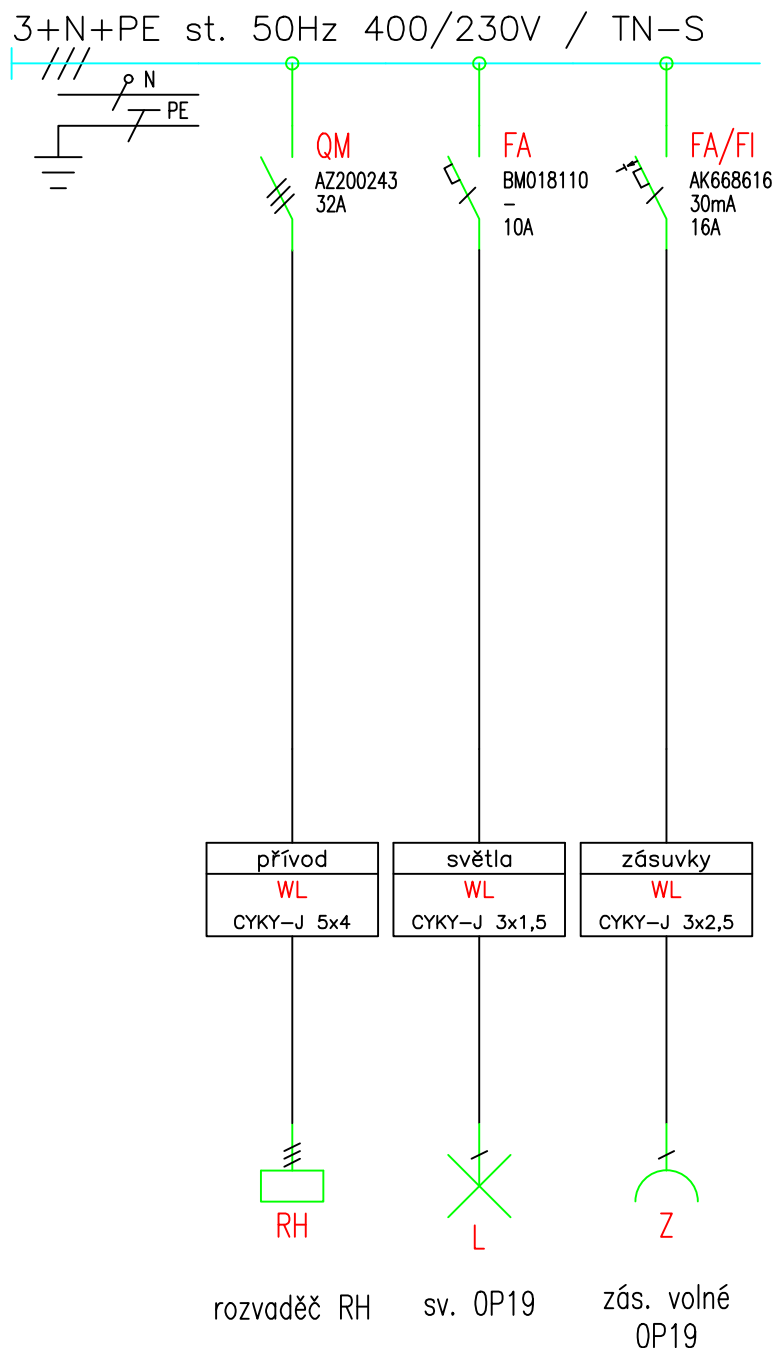 3+N+PE st. 50Hz 400/230V / TN-S
N
PE
QM
AZ200243
32A
FA
BM018110
-
10A
FA/FI
AK668616
30mA
16A
přívod
WL
CYKY-J 5x4
světla
WL
CYKY-J 3x1,5
zásuvky
WL
CYKY-J 3x2,5
RH
L
Z
rozvaděč RH
sv. OP19
zás. volné
OP19